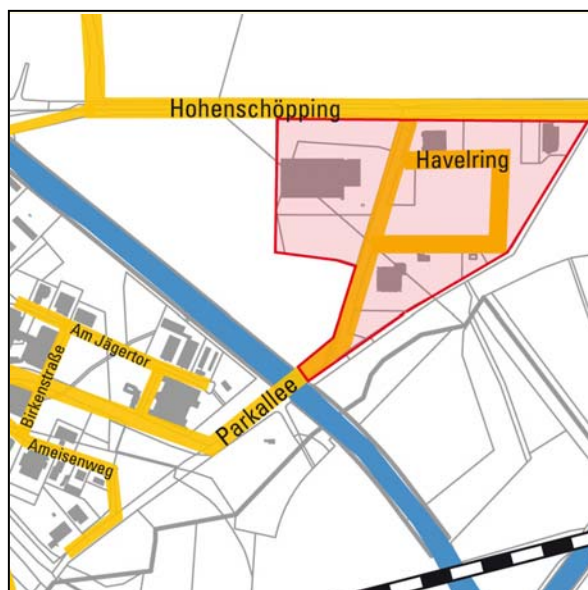 Hohenschöpping
Havelring
Am Jägertor
Birkenstraße
Parkallee
Ameisenweg